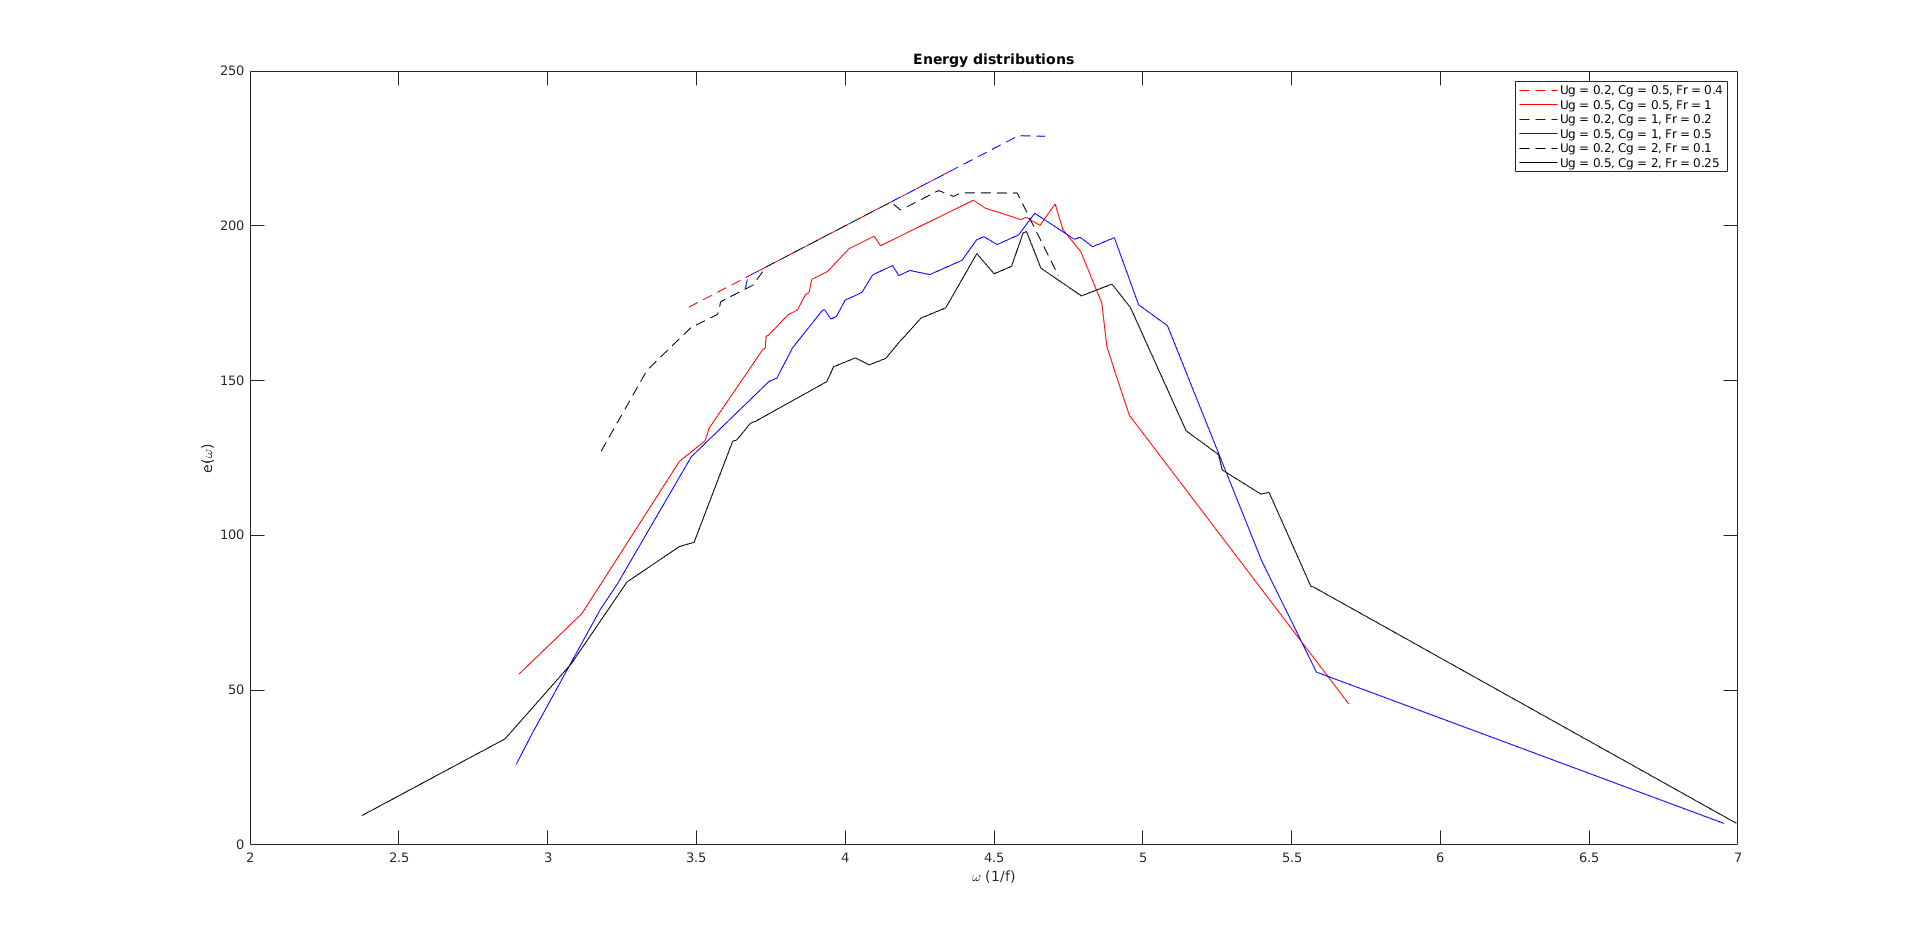 Energy distributions
250
200
150
100
50
0
e(ω)
2 2.5 3 3.5 4 4.5 5 5.5 6 6.5 7
ω (1/f)
Ug = 0.2, Cg = 0.5, Fr = 0.4
Ug = 0.5, Cg = 0.5, Fr = 1
Ug = 0.2, Cg = 1, Fr = 0.2
Ug = 0.5, Cg = 1, Fr = 0.5
Ug = 0.2, Cg = 2, Fr = 0.1
Ug = 0.5, Cg = 2, Fr = 0.25